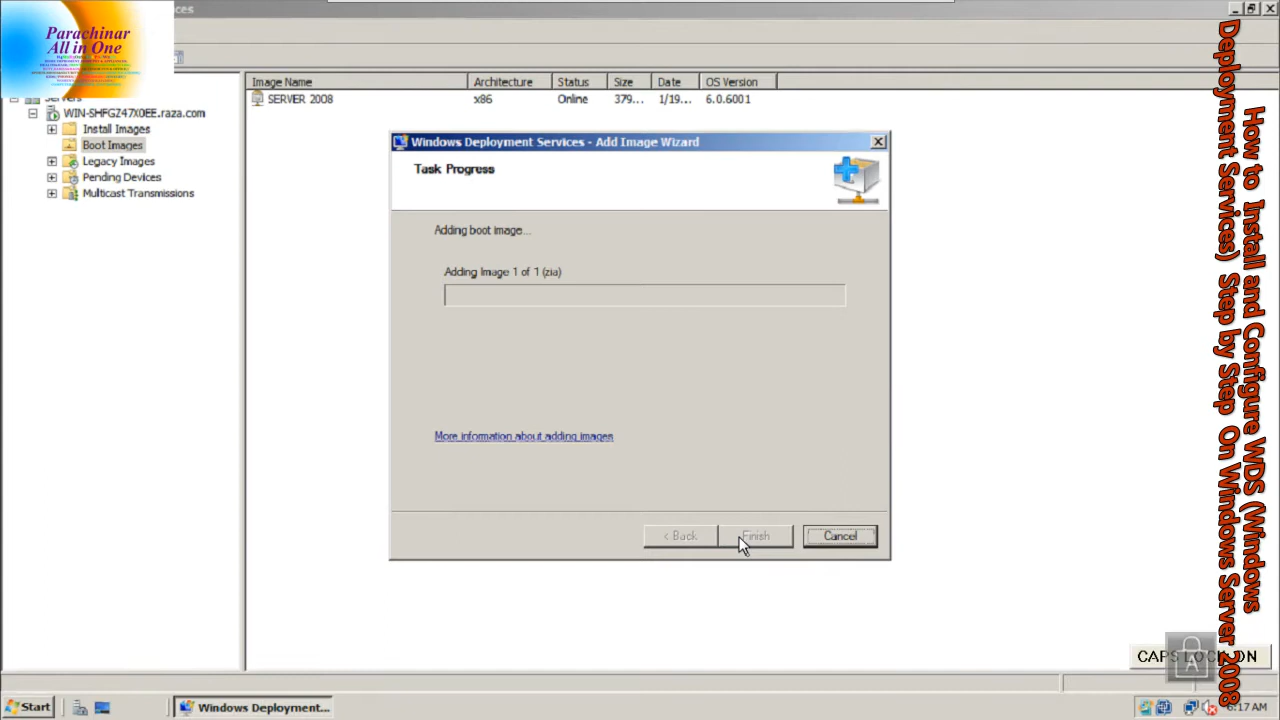 Parachinar
All in One
ces
Servers
WIN-SHFGZ47X0EE.raza.com
Install Images
Boot Images
Legacy Images
Pending Devices
Multicast Transmissions
Image Name Architecture Status Size Date OS Version
SERVER 2008 x86 Online 379... 1/19... 6.0.6001
Windows Deployment Services - Add Image Wizard
Task Progress
Adding boot image...
Adding Image 1 of 1 (zia)
More information about adding images
< Back Finish Cancel
How to Install and Configure WDS (Windows
Deployment Services) Step by Step On Windows Server 2008
CAPS LOCK ON
A
Start
Windows Deployment...
6:17 AM